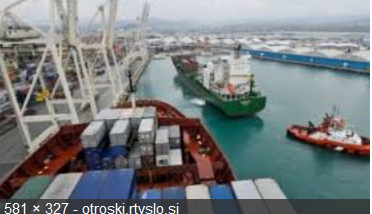 581 × 327 - otroski.rtvslo.si